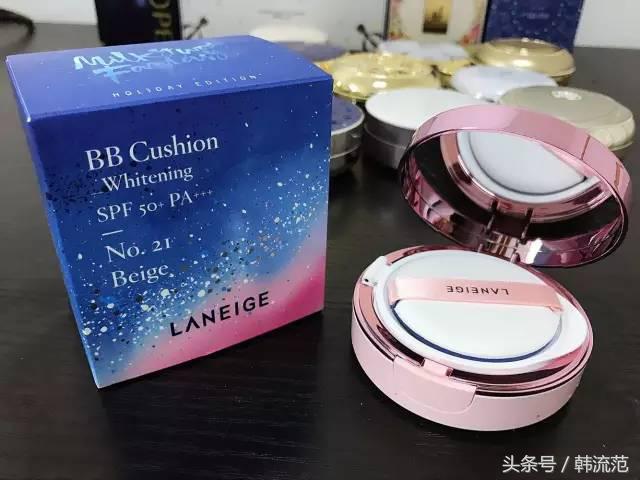 Milky Way
Fantasy
HOLIDAY EDITION
BB Cushion
Whitening
SPF 50+ PA+++
No. 21
Beige
LANEIGE
LANEIGE
头条号 / 韩流范